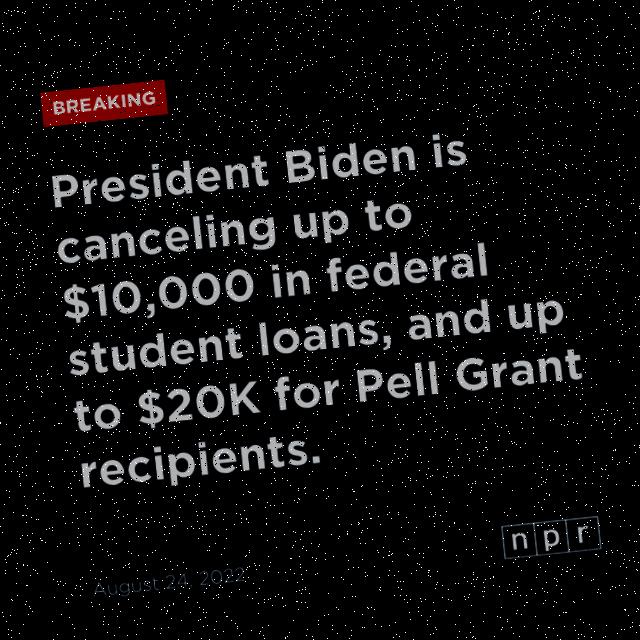 BREAKING
President Biden is
canceling up to
$10,000 in federal
student loans, and up
to $20K for Pell Grant
recipients.
npr
August 24, 2022